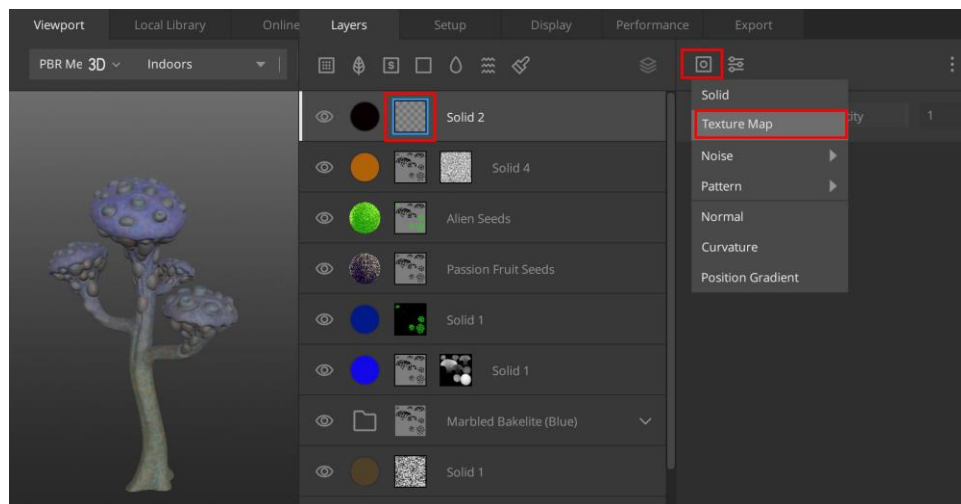 Viewport Local Library Online Layers Setup Display Performance Export
PBR Me 3D Indoors
S
Solid
Solid 2
Texture Map
1
Solid 4
Noise
Pattern
Alien Seeds
Normal
Curvature
Passion Fruit Seeds
Position Gradient
Solid 1
Solid 1
Marbled Bakelite (Blue)
Solid 1